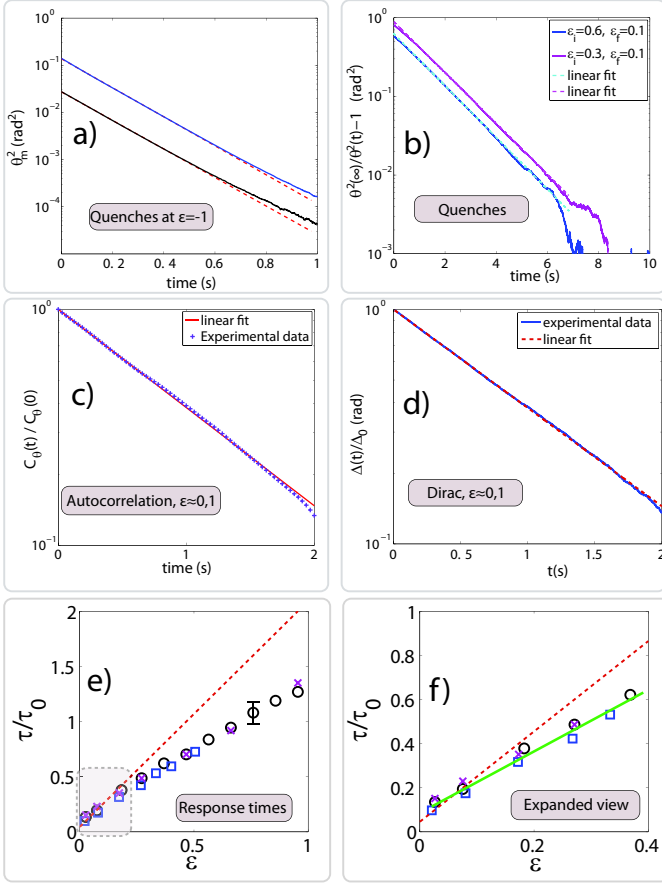 10⁰
10⁻¹
10⁻²
10⁻³
10⁻⁴
θ²ₘ (rad²)
a)
Quenches at ε=-1
0
0. 2
0.4
0.6
0.8
1
time (s)
10⁰
10⁻¹
10⁻²
10⁻³
θ²(∞)/θ²(t)−1 (rad²)
εᵢ=0.6, ε_f=0.1
εᵢ=0.3, ε_f=0.1
linear fit
linear fit
b)
Quenches
0
2
4
6
8
10
time (s)
10⁰
10⁻¹
C_θ(t) / C_θ(0)
linear fit
Experimental data
c)
Autocorrelation, ε≈0,1
0
1
2
time (s)
10⁰
10⁻¹
Δ(t)/Δ₀ (rad)
experimental data
linear fit
d)
Dirac, ε≈0,1
0
0. 5
1
1.5
2
t(s)
2
1.5
1
0.5
0
τ/τ₀
e)
Response times
0
0.5
1
ε
1
0.8
0.6
0.4
0.2
0
τ/τ₀
f)
Expanded view
0
0.2
0.4
ε